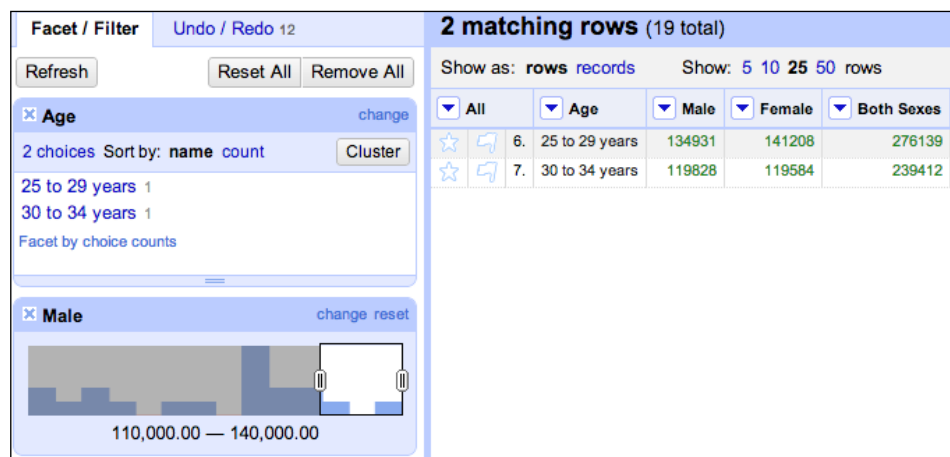 Facet / Filter Undo / Redo 12
Refresh Reset All Remove All
Age change
2 choices Sort by: name count Cluster
25 to 29 years 1
30 to 34 years 1
Facet by choice counts
Male change reset
110,000.00 — 140,000.00
2 matching rows (19 total)
Show as: rows records Show: 5 10 25 50 rows
All Age Male Female Both Sexes
6. 25 to 29 years 134931 141208 276139
7. 30 to 34 years 119828 119584 239412